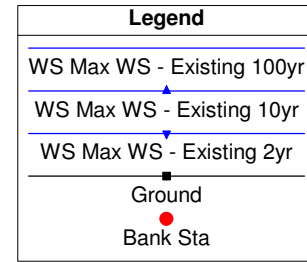 Legend
WS Max WS - Existing 100yr
WS Max WS - Existing 10yr
WS Max WS - Existing 2yr
Ground
Bank Sta